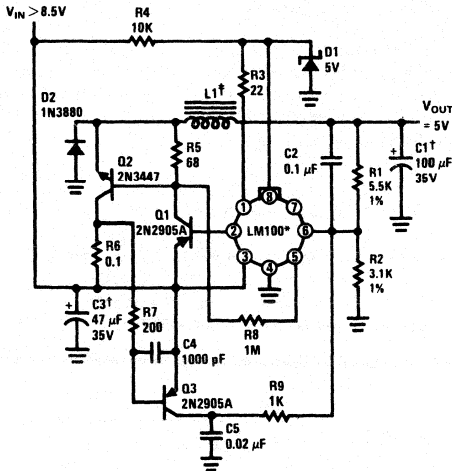 V_IN > 8.5V
R4
10K
D1
5V
R3
22
L1‡
V_OUT
= 5V
D2
1N3880
R5
68
C2
0.1 µF
C1†
100 µF
35V
R1
5.5K
1%
Q2
2N3447
Q1
2N2905A
1
8
7
2
LM100*
6
3
4
5
R6
0.1
R2
3.1K
1%
C3†
47 µF
35V
R7
200
R8
1M
C4
1000 pF
Q3
2N2905A
R9
1K
C5
0.02 µF